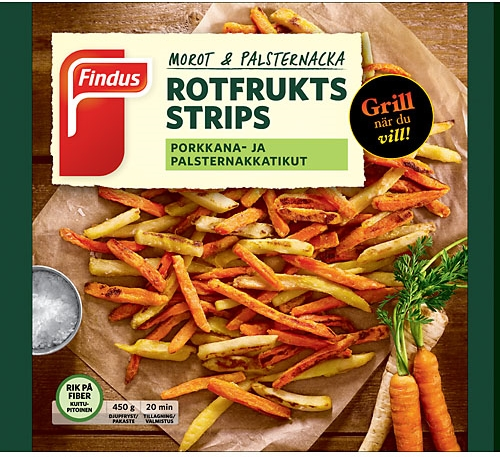 Findus
MOROT & PALSTERNACKA
ROTFRUKTS
STRIPS
PORKKANA- JA
PALSTERNAKKATIKUT
Grill
när du
vill!
RIK PÅ
FIBER
KUITU-
PITOINEN
450 g
DJUPFRYST/
PAKASTE
20 min
TILLAGNING/
VALMISTUS